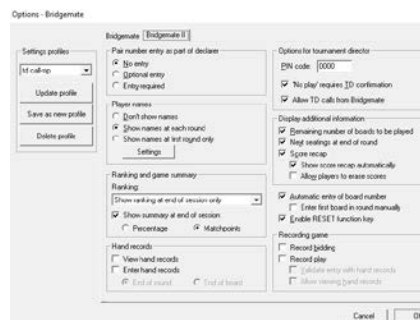 Options - Bridgemate
Bridgemate
Bridgemate II
Settings profiles
td call-up
Update profile
Save as new profile
Delete profile
Pair number entry as part of declarer
No entry
Optional entry
Entry required
Player names
Don't show names
Show names at each round
Show names at first round only
Settings
Ranking and game summary
Ranking:
Show ranking at end of session only
Show summary at end of session
Percentage
Matchpoints
Hand records
View hand records
Enter hand records
End of round
End of board
Options for tournament director
PIN code: 0000
'No play' requires TD confirmation
Allow TD calls from Bridgemate
Display additional information
Remaining number of boards to be played
Next seatings at end of round
Score recap
Show score recap automatically
Allow players to erase scores
Automatic entry of board number
Enter first board in round manually
Enable RESET function key
Recording game
Record bidding
Record play
Validate entry with hand records
Allow viewing hand records
Cancel